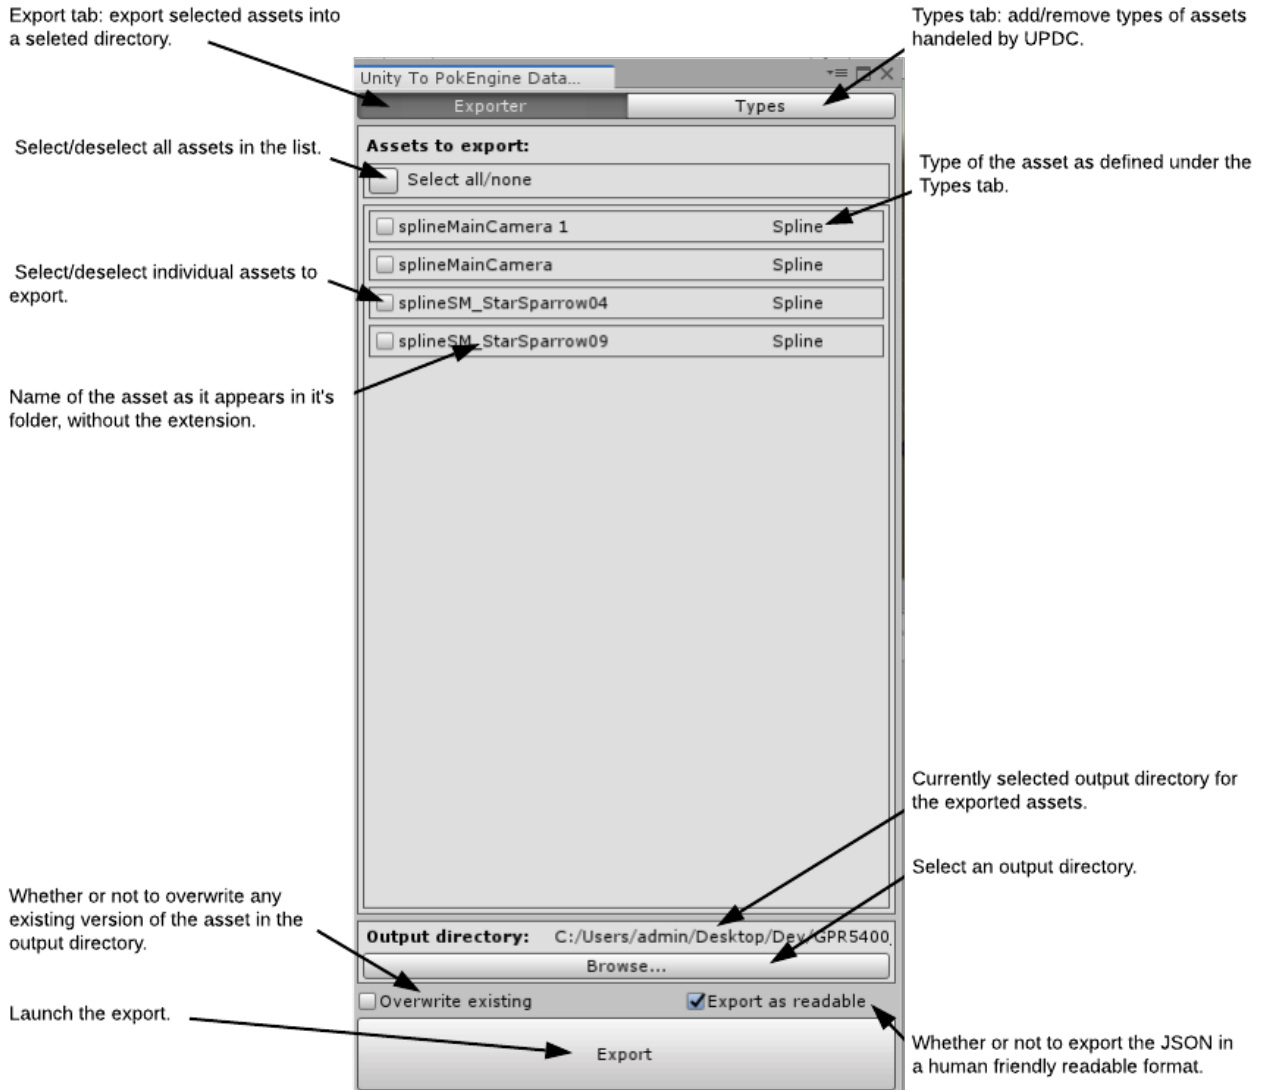 Export tab: export selected assets into
a seleted directory.
Types tab: add/remove types of assets
handeled by UPDC.
Unity To PokEngine Data...
Exporter
Types
Assets to export:
Select/deselect all assets in the list.
Select all/none
Type of the asset as defined under the
Types tab.
splineMainCamera 1 Spline
splineMainCamera Spline
Select/deselect individual assets to
export.
splineSM_StarSparrow04 Spline
splineSM_StarSparrow09 Spline
Name of the asset as it appears in it's
folder, without the extension.
Currently selected output directory for
the exported assets.
Select an output directory.
Whether or not to overwrite any
existing version of the asset in the
output directory.
Output directory: C:/Users/admin/Desktop/Dev/GPR5400_
Browse...
Overwrite existing
Export as readable
Launch the export.
Export
Whether or not to export the JSON in
a human friendly readable format.